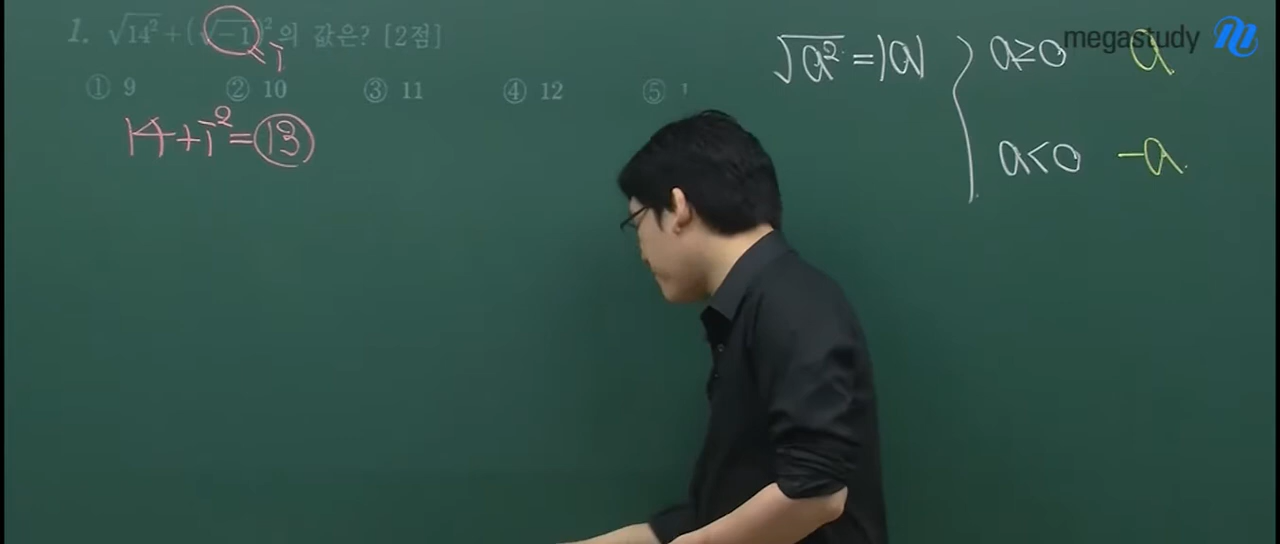 1. √14² + (√-1)²의 값은? [2점]
= i
① 9 ② 10 ③ 11 ④ 12 ⑤ 1
14 + i² = 13
√a² = |a| a≥0 a
a<0 -a
megastudy